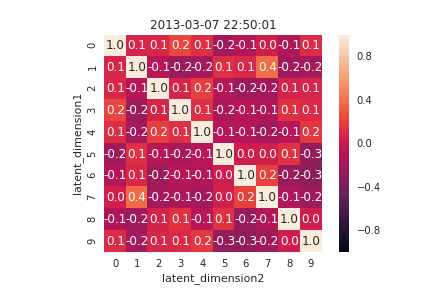 2013-03-07 22:50:01
0 1.0 0.1 0.1 0.2 0.1 -0.2 -0.1 0.0 -0.1 0.1
1 0.1 1.0 -0.1 -0.2 -0.2 0.1 0.1 0.4 -0.2 -0.2
2 0.1 -0.1 1.0 0.1 0.2 -0.1 -0.2 -0.2 0.1 0.1
3 0.2 -0.2 0.1 1.0 0.1 -0.2 -0.1 -0.1 0.1 0.1
4 0.1 -0.2 0.2 0.1 1.0 -0.1 -0.1 -0.2 -0.1 0.2
5 -0.2 0.1 -0.1 -0.2 -0.1 1.0 0.0 0.0 0.1 -0.3
6 -0.1 0.1 -0.2 -0.1 -0.1 0.0 1.0 0.2 -0.2 -0.3
7 0.0 0.4 -0.2 -0.1 -0.2 0.0 0.2 1.0 -0.1 -0.2
8 -0.1 -0.2 0.1 0.1 -0.1 0.1 -0.2 -0.1 1.0 0.0
9 0.1 -0.2 0.1 0.1 0.2 -0.3 -0.3 -0.2 0.0 1.0
0 1 2 3 4 5 6 7 8 9
latent_dimension2
latent_dimension1
0.8
0.4
0.0
-0.4
-0.8